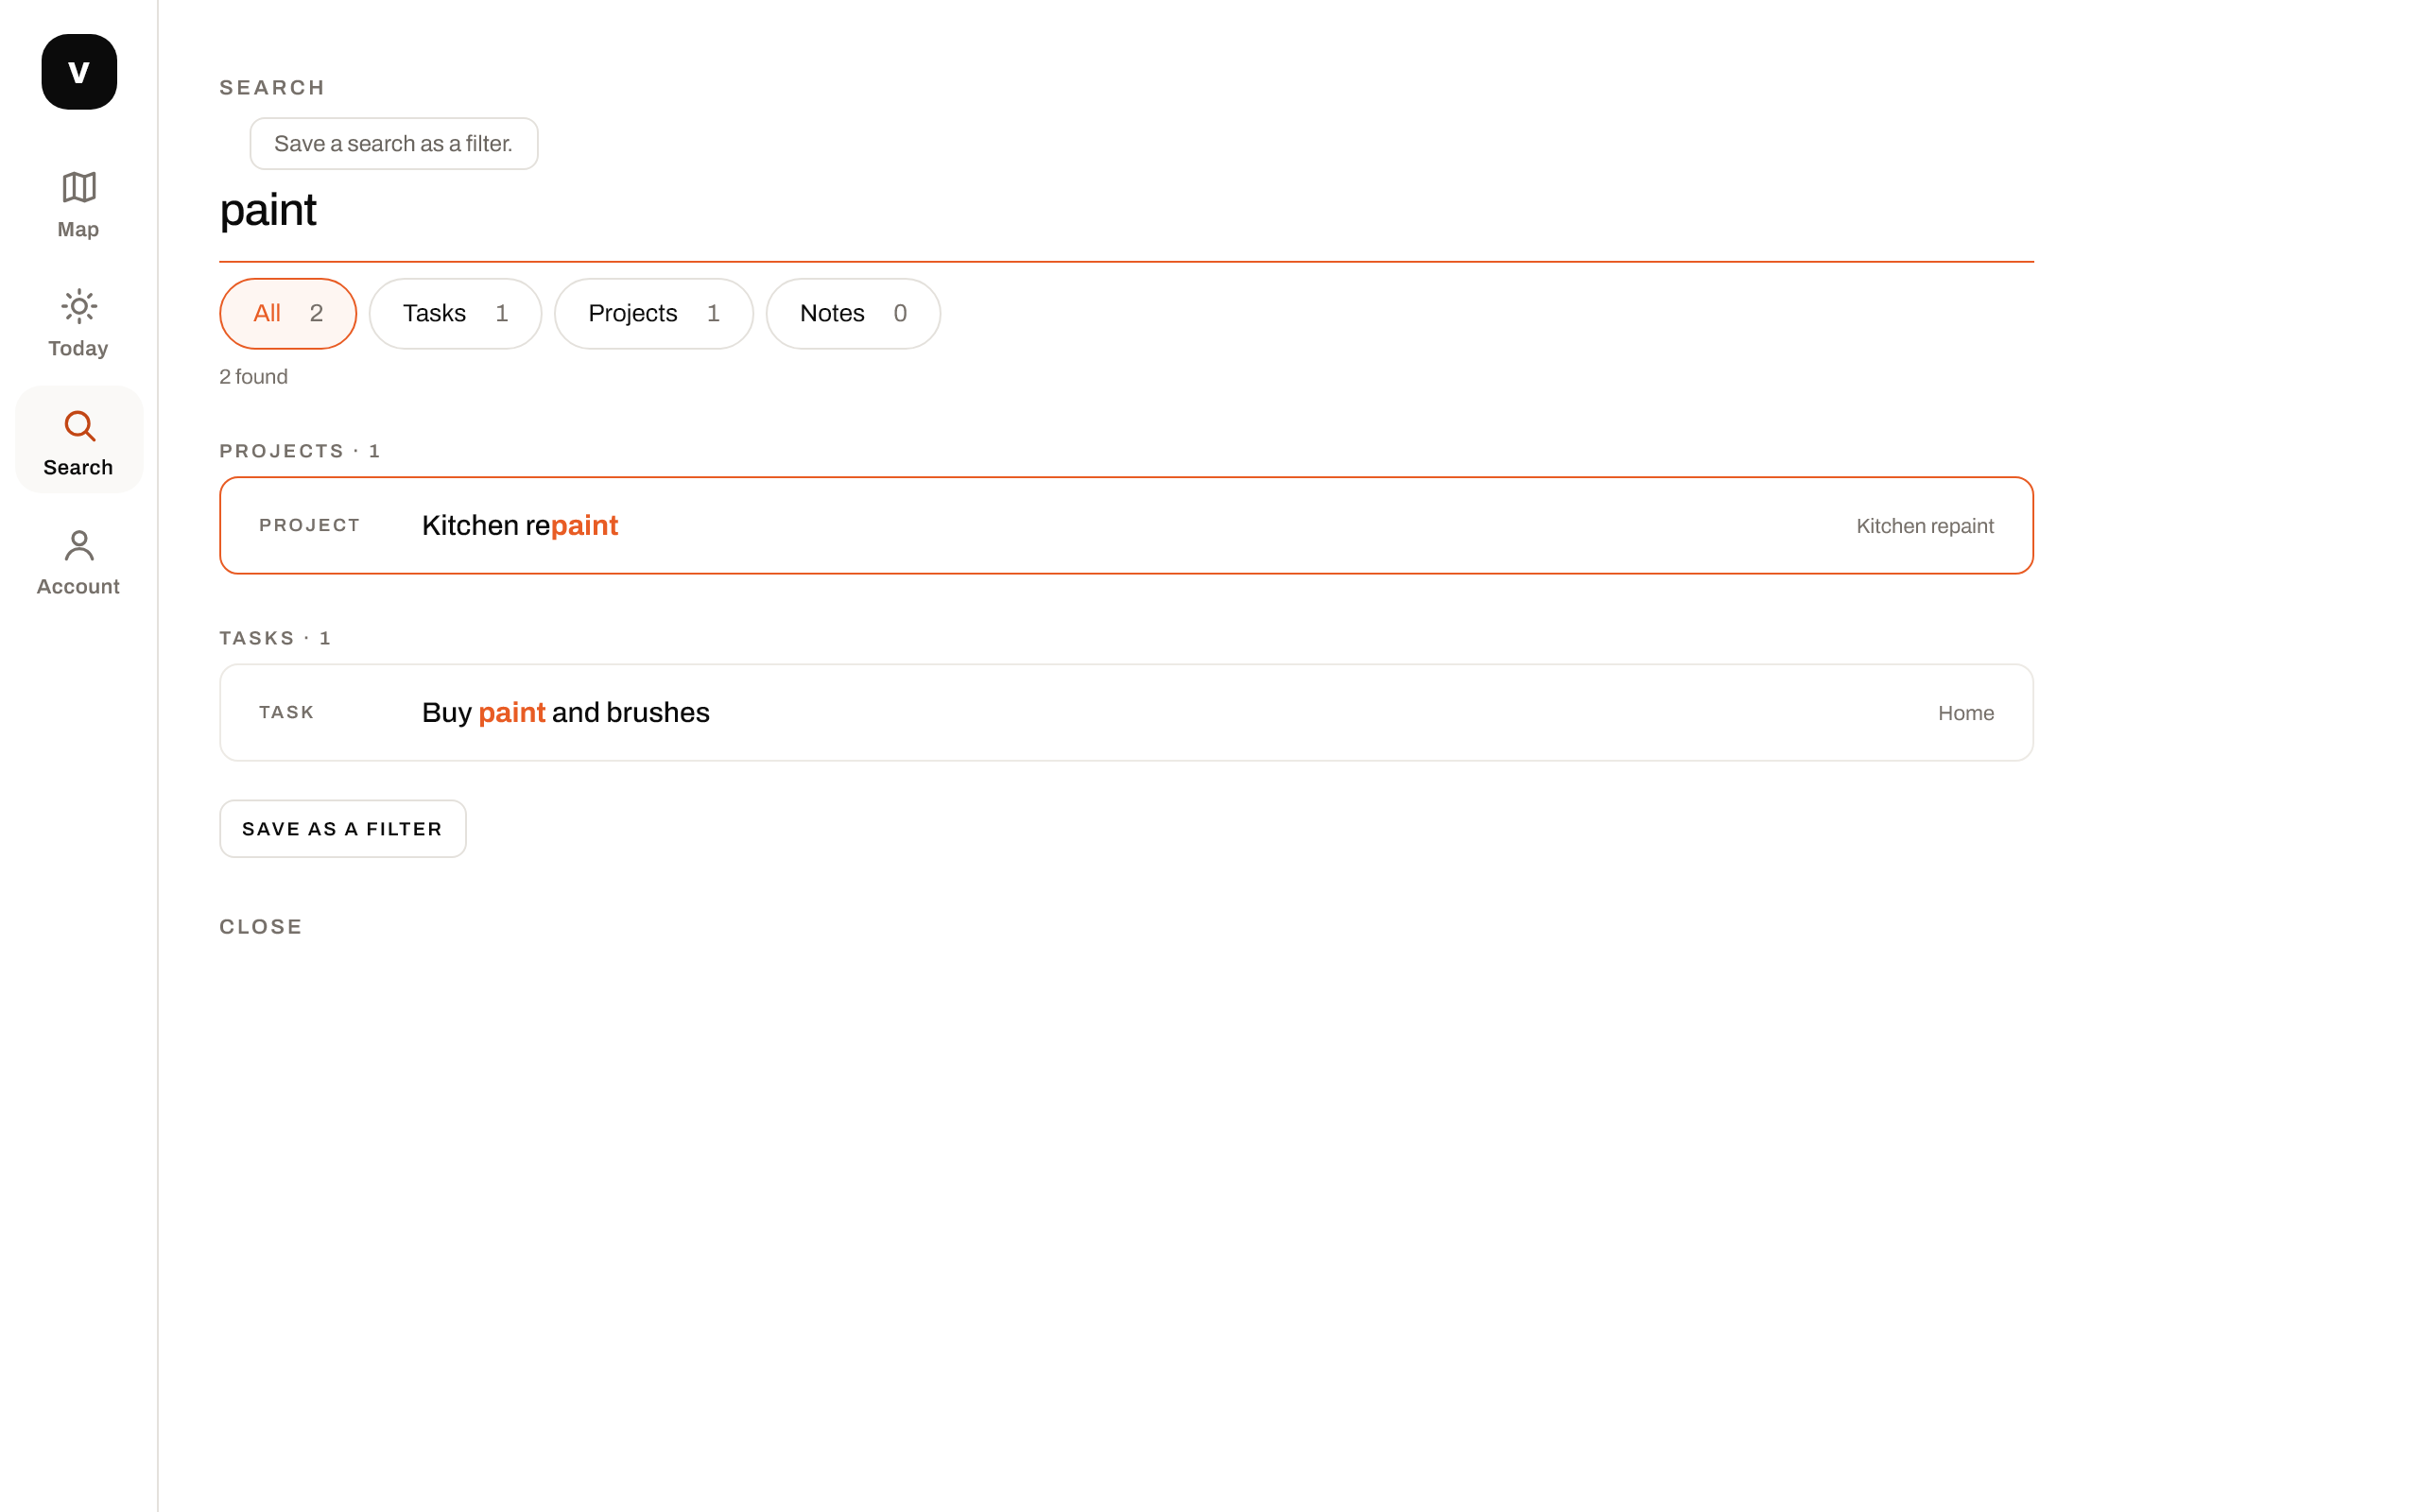 v
Map
Today
Search
Account
SEARCH
Save a search as a filter.
paint
All 2 Tasks 1 Projects 1 Notes 0
2 found
PROJECTS · 1
PROJECT Kitchen repaint Kitchen repaint
TASKS · 1
TASK Buy paint and brushes Home
SAVE AS A FILTER
CLOSE